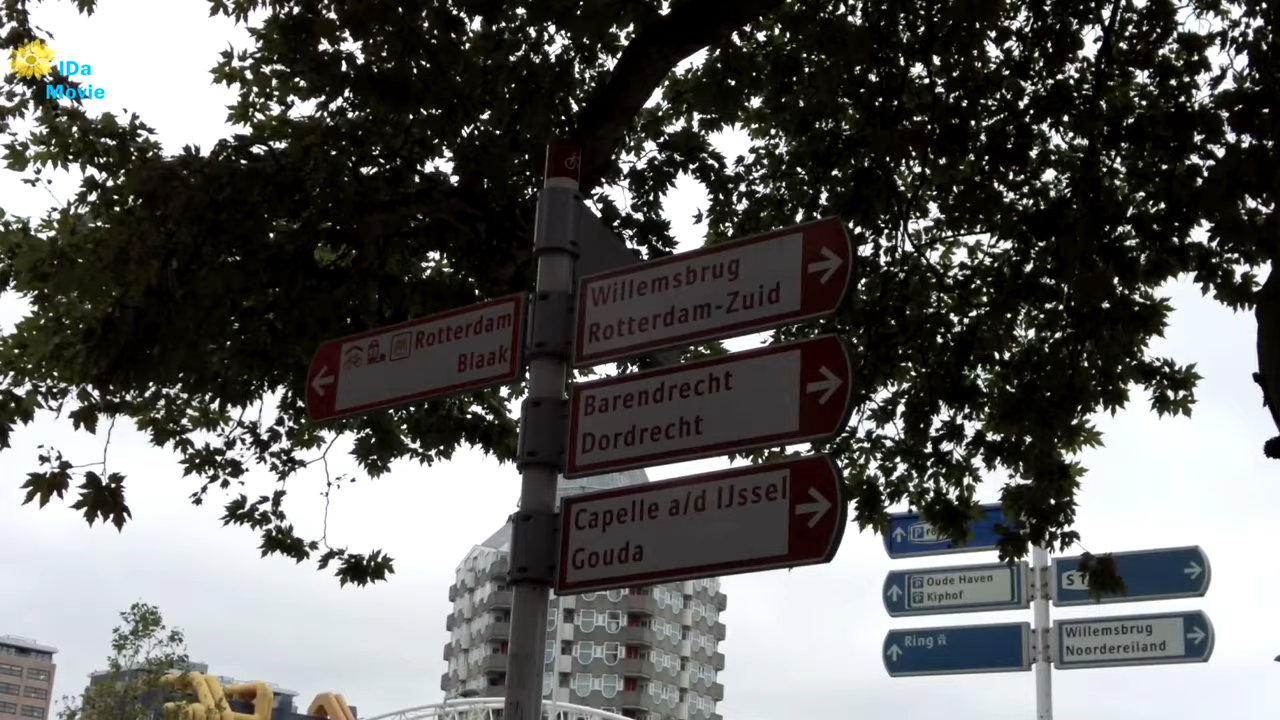 IDa
Movie
Willemsbrug
Rotterdam-Zuid
Rotterdam
Blaak
Barendrecht
Dordrecht
Capelle a/d IJssel
Gouda
P
P Oude Haven
P Kiphof
Ring
Willemsbrug
Noordereiland